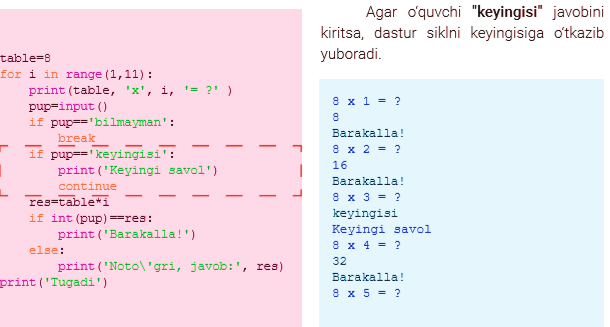 Agar o‘quvchi "keyingisi" javobini
kiritsa, dastur siklni keyingisiga o‘tkazib
yuboradi.
table=8
for i in range(1,11):
    print(table, 'x', i, '= ?' )
    pup=input()
    if pup=='bilmayman':
        break
    if pup=='keyingisi':
        print('Keyingi savol')
        continue
    res=table*i
    if int(pup)==res:
        print('Barakalla!')
    else:
        print('Noto\'gri, javob:', res)
print('Tugadi')
8 x 1 = ?
8
Barakalla!
8 x 2 = ?
16
Barakalla!
8 x 3 = ?
keyingisi
Keyingi savol
8 x 4 = ?
32
Barakalla!
8 x 5 = ?